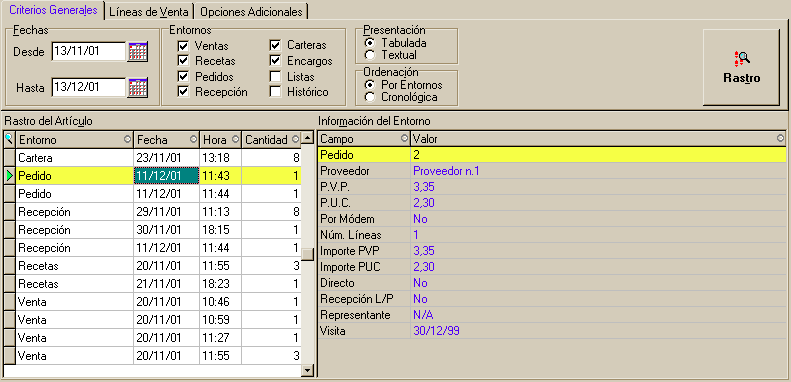 Criterios Generales Líneas de Venta Opciones Adicionales
Fechas Entornos Presentación
Desde 13/11/01 Ventas Carteras Tabulada
Recetas Encargos Textual
Hasta 13/12/01 Pedidos Listas Ordenación
Recepción Histórico Por Entornos
Cronológica
Rastro
Rastro del Artículo
Entorno Fecha Hora Cantidad
Cartera 23/11/01 13:18 8
Pedido 11/12/01 11:43 1
Pedido 11/12/01 11:44 1
Recepción 29/11/01 11:13 8
Recepción 30/11/01 18:15 1
Recepción 11/12/01 11:44 1
Recetas 20/11/01 11:55 3
Recetas 21/11/01 18:23 1
Venta 20/11/01 10:46 1
Venta 20/11/01 10:59 1
Venta 20/11/01 11:27 1
Venta 20/11/01 11:55 3
Información del Entorno
Campo Valor
Pedido 2
Proveedor Proveedor n.1
P.V.P. 3,35
P.U.C. 2,30
Por Módem No
Núm. Líneas 1
Importe PVP 3,35
Importe PUC 2,30
Directo No
Recepción L/P No
Representante N/A
Visita 30/12/99